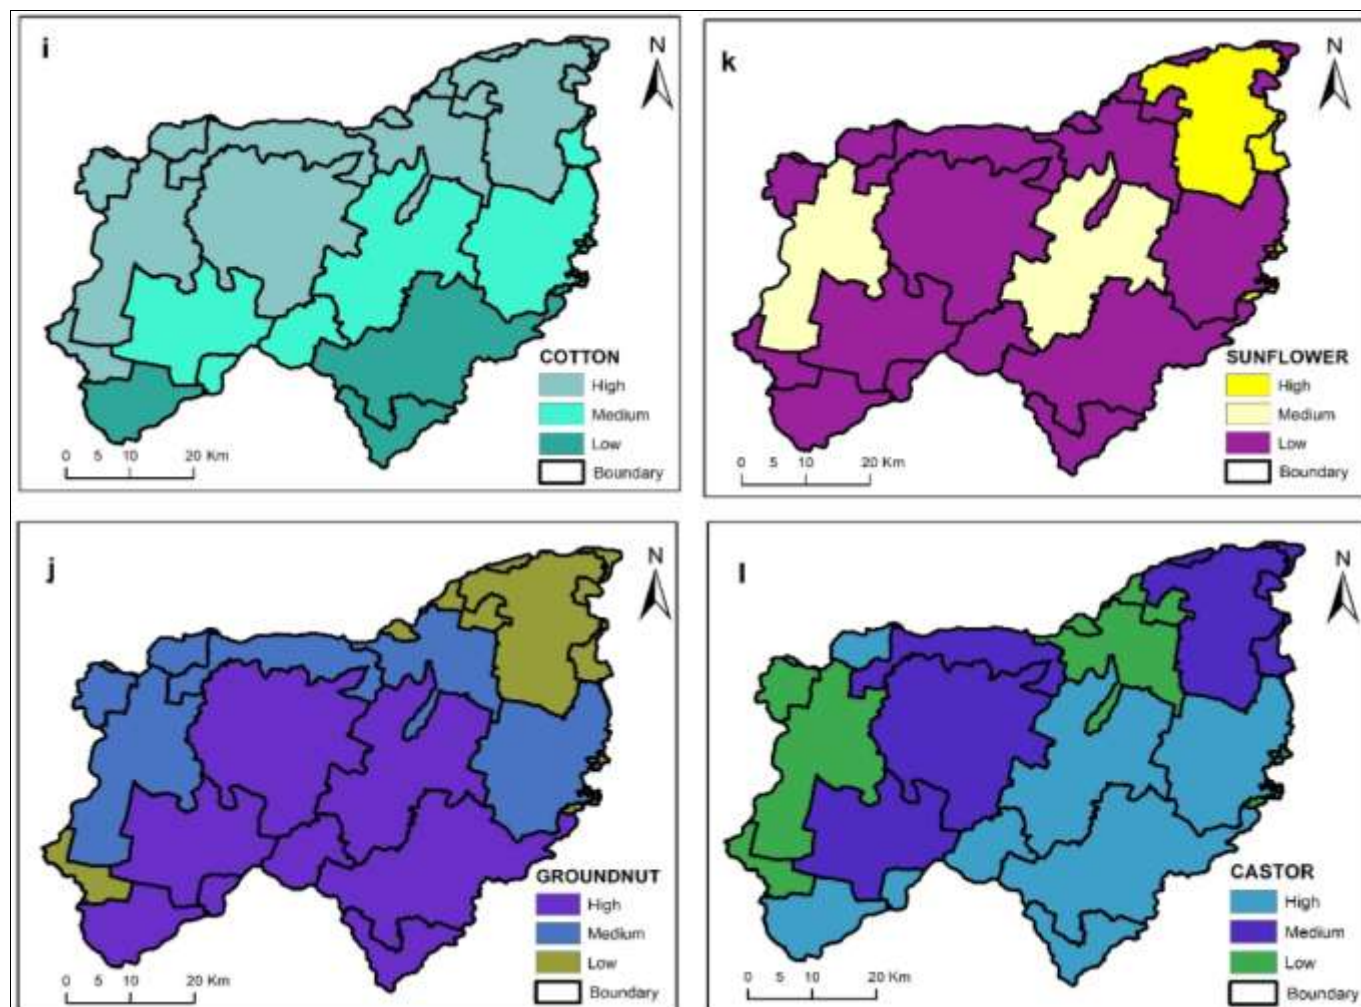 i
N
COTTON
High
Medium
Low
Boundary
0 5 10 20 Km
k
N
SUNFLOWER
High
Medium
Low
Boundary
0 5 10 20 Km
j
N
GROUNDNUT
High
Medium
Low
Boundary
0 5 10 20 Km
l
N
CASTOR
High
Medium
Low
Boundary
0 5 10 20 Km